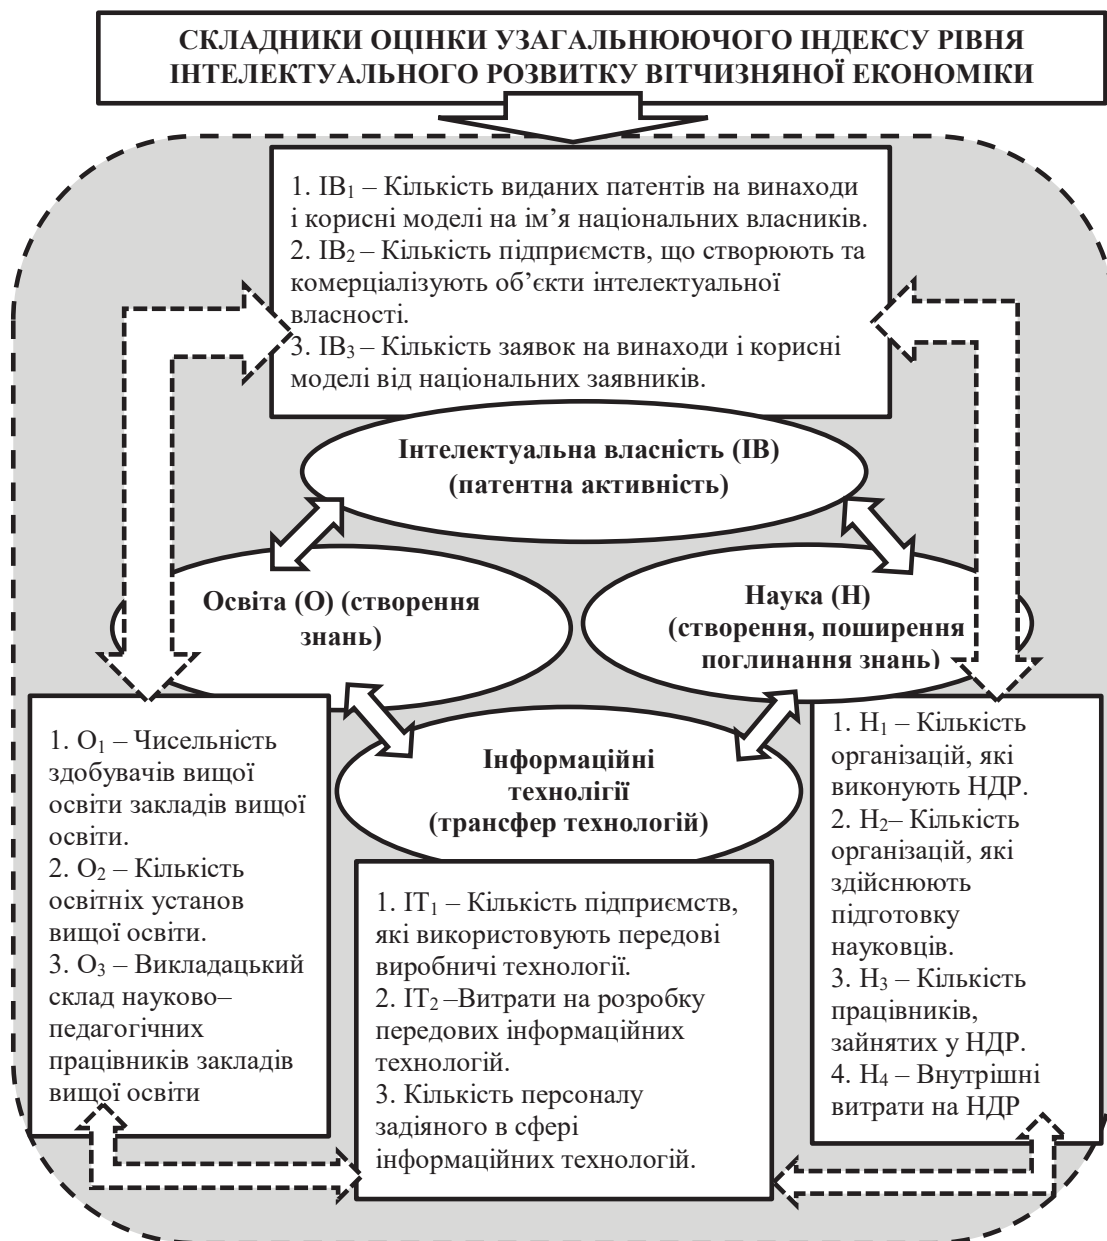 СКЛАДНИКИ ОЦІНКИ УЗАГАЛЬНЮЮЧОГО ІНДЕКСУ РІВНЯ
ІНТЕЛЕКТУАЛЬНОГО РОЗВИТКУ ВІТЧИЗНЯНОЇ ЕКОНОМІКИ
1. ІВ₁ – Кількість виданих патентів на винаходи
і корисні моделі на ім’я національних власників.
2. ІВ₂ – Кількість підприємств, що створюють та
комерціалізують об’єкти інтелектуальної
власності.
3. ІВ₃ – Кількість заявок на винаходи і корисні
моделі від національних заявників.
Інтелектуальна власність (ІВ)
(патентна активність)
Освіта (О) (створення
знань)
Наука (Н)
(створення, поширення
поглинання знань)
Інформаційні
технолігії
(трансфер технологій)
1. О₁ – Чисельність
здобувачів вищої
освіти закладів вищої
освіти.
2. О₂ – Кількість
освітніх установ
вищої освіти.
3. О₃ – Викладацький
склад науково–
педагогічних
працівників закладів
вищої освіти
1. ІТ₁ – Кількість підприємств,
які використовують передові
виробничі технології.
2. ІТ₂ –Витрати на розробку
передових інформаційних
технологій.
3. Кількість персоналу
задіяного в сфері
інформаційних технологій.
1. Н₁ – Кількість
організацій, які
виконують НДР.
2. Н₂– Кількість
організацій, які
здійснюють
підготовку
науковців.
3. Н₃ – Кількість
працівників,
зайнятих у НДР.
4. Н₄ – Внутрішні
витрати на НДР